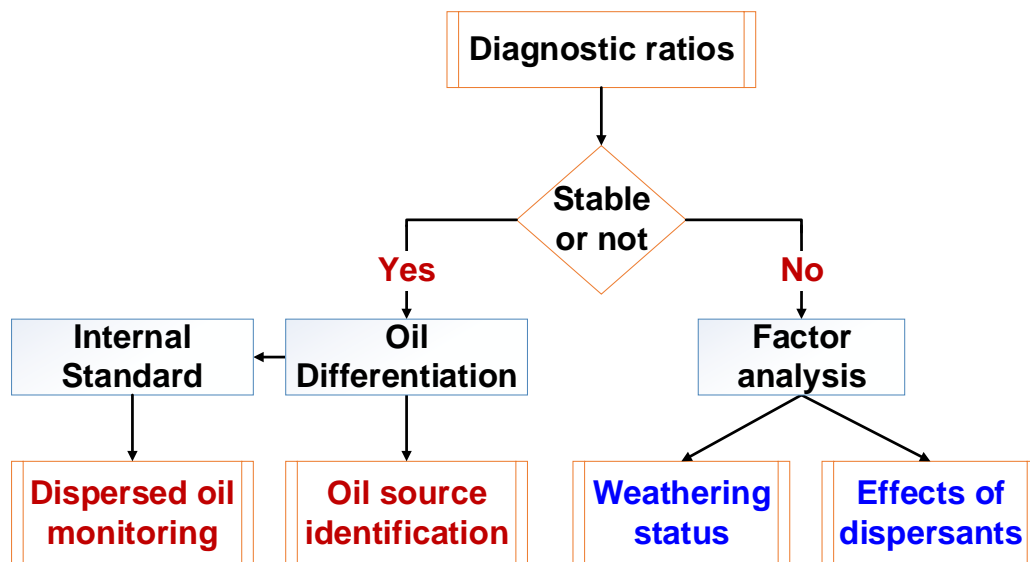 Diagnostic ratios
Stable
or not
Yes
No
Internal
Standard
Oil
Differentiation
Factor
analysis
Dispersed oil
monitoring
Oil source
identification
Weathering
status
Effects of
dispersants